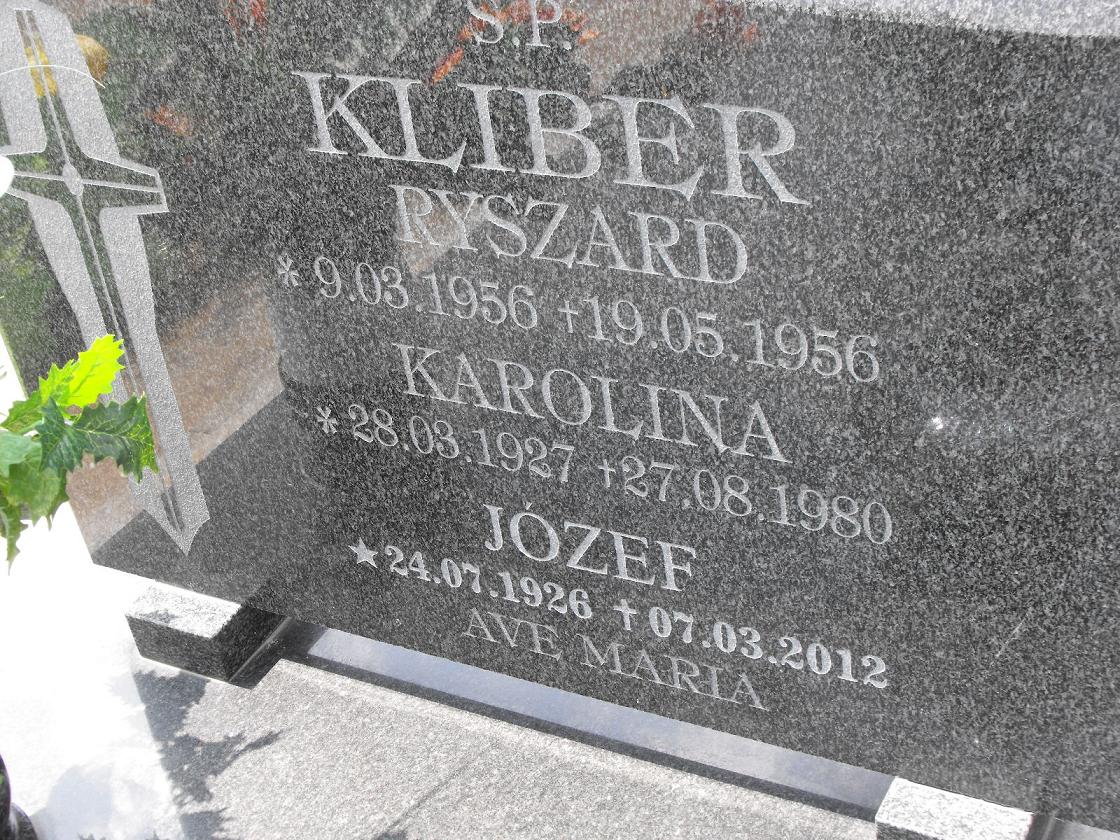 Ś.P.
KLIBER
RYSZARD
* 9.03.1956 +19.05.1956
KAROLINA
* 28.03.1927 +27.08.1980
JÓZEF
★24.07.1926 ✝07.03.2012
AVE MARIA